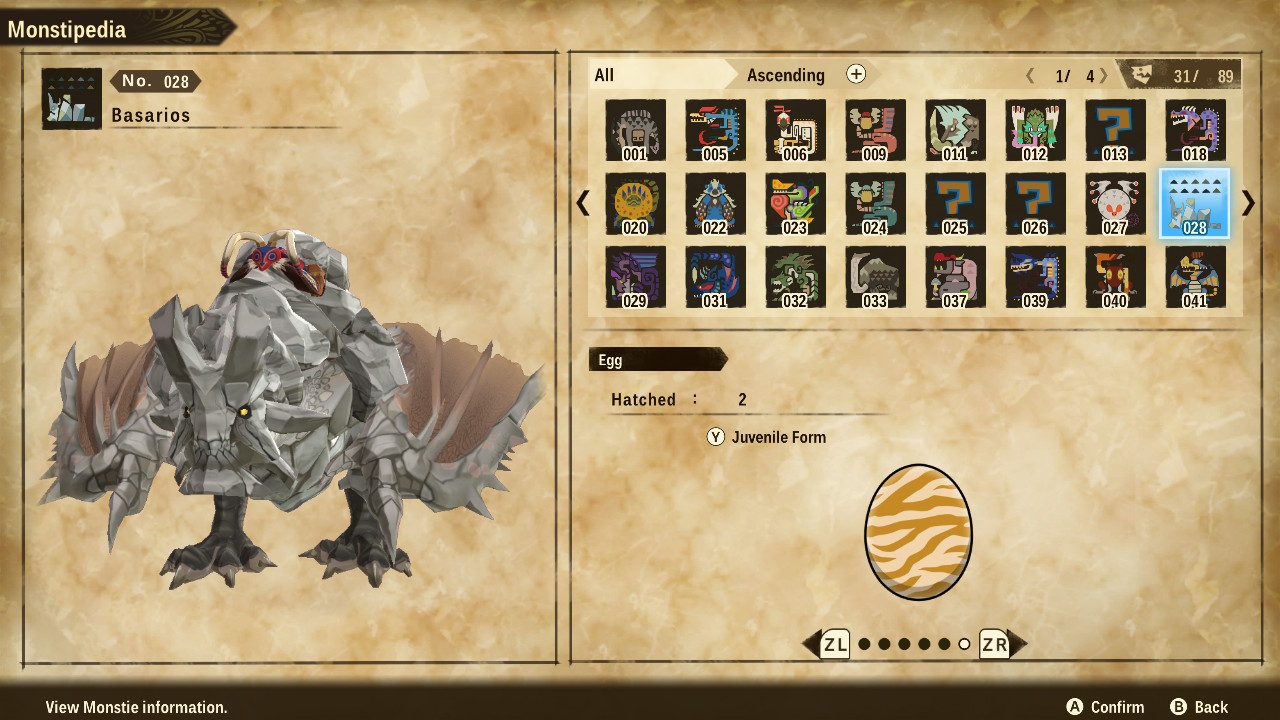 Monstipedia
No. 028
Basarios
All
Ascending
1/ 4
31/ 89
001 005 006 009 011 012 013 018
020 022 023 024 025 026 027 028
029 031 032 033 037 039 040 041
Egg
Hatched : 2
Y Juvenile Form
ZL ZR
View Monstie information.
A Confirm B Back